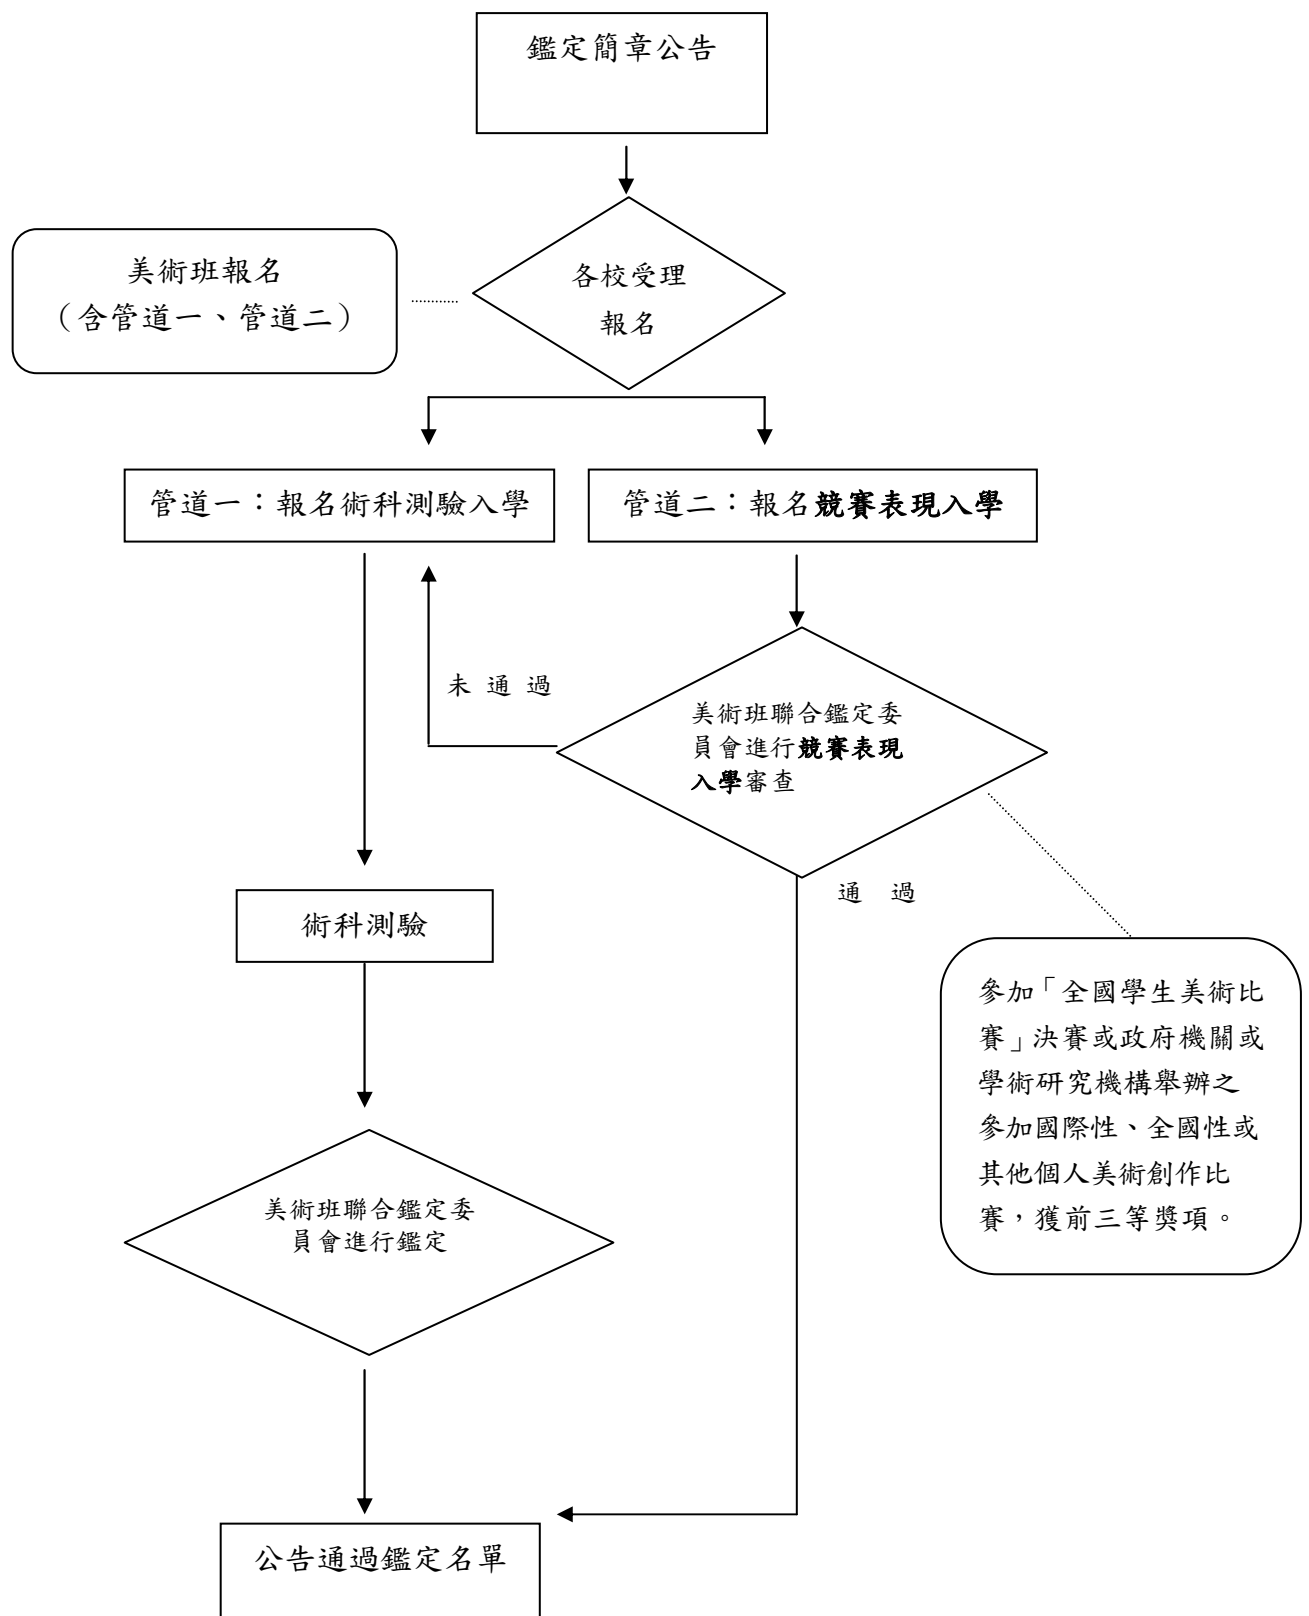 鑑定簡章公告
美術班報名
（含管道一、管道二）
各校受理
報名
管道一：報名術科測驗入學
管道二：報名競賽表現入學
未 通 過
美術班聯合鑑定委
員會進行競賽表現
入學審查
通 過
術科測驗
參加「全國學生美術比
賽」決賽或政府機關或
學術研究機構舉辦之
參加國際性、全國性或
其他個人美術創作比
賽，獲前三等獎項。
美術班聯合鑑定委
員會進行鑑定
公告通過鑑定名單